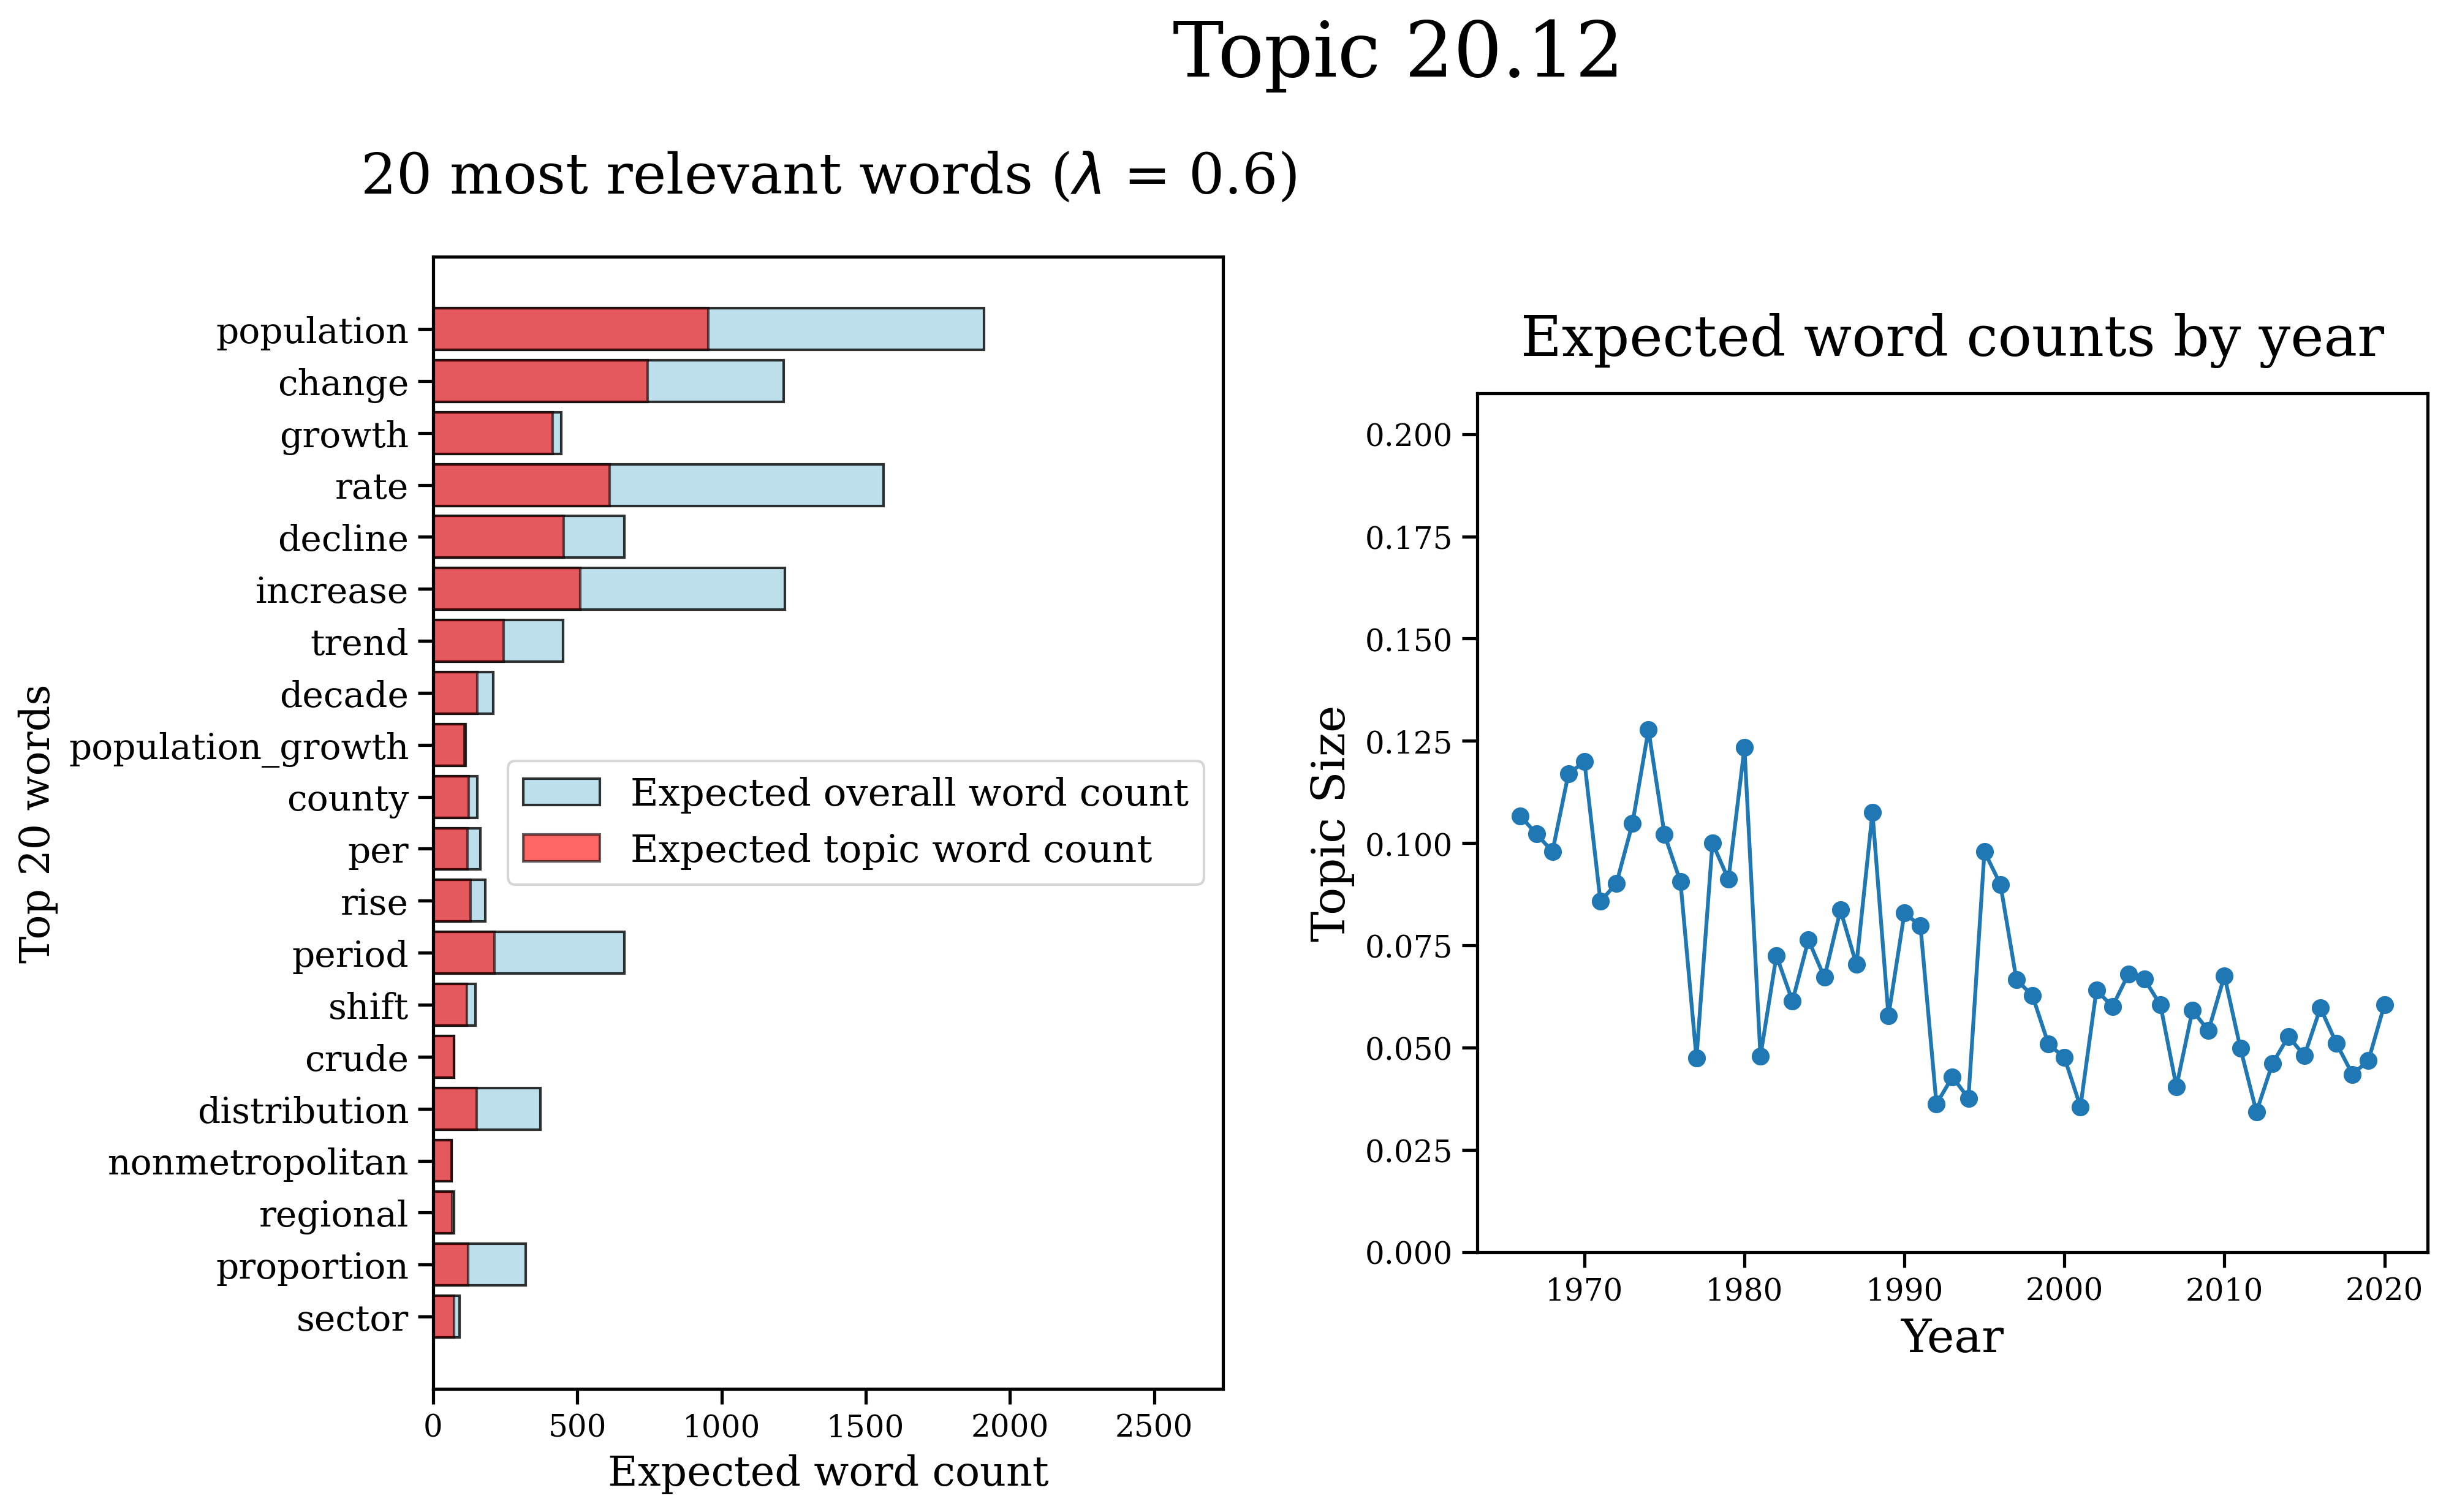 Topic 20.12
20 most relevant words (λ = 0.6)
Top 20 words
population
change
growth
rate
decline
increase
trend
decade
population_growth
county
per
rise
period
shift
crude
distribution
nonmetropolitan
regional
proportion
sector
Expected overall word count
Expected topic word count
0 500 1000 1500 2000 2500
Expected word count
Expected word counts by year
Topic Size
0.200
0.175
0.150
0.125
0.100
0.075
0.050
0.025
0.000
1970 1980 1990 2000 2010 2020
Year